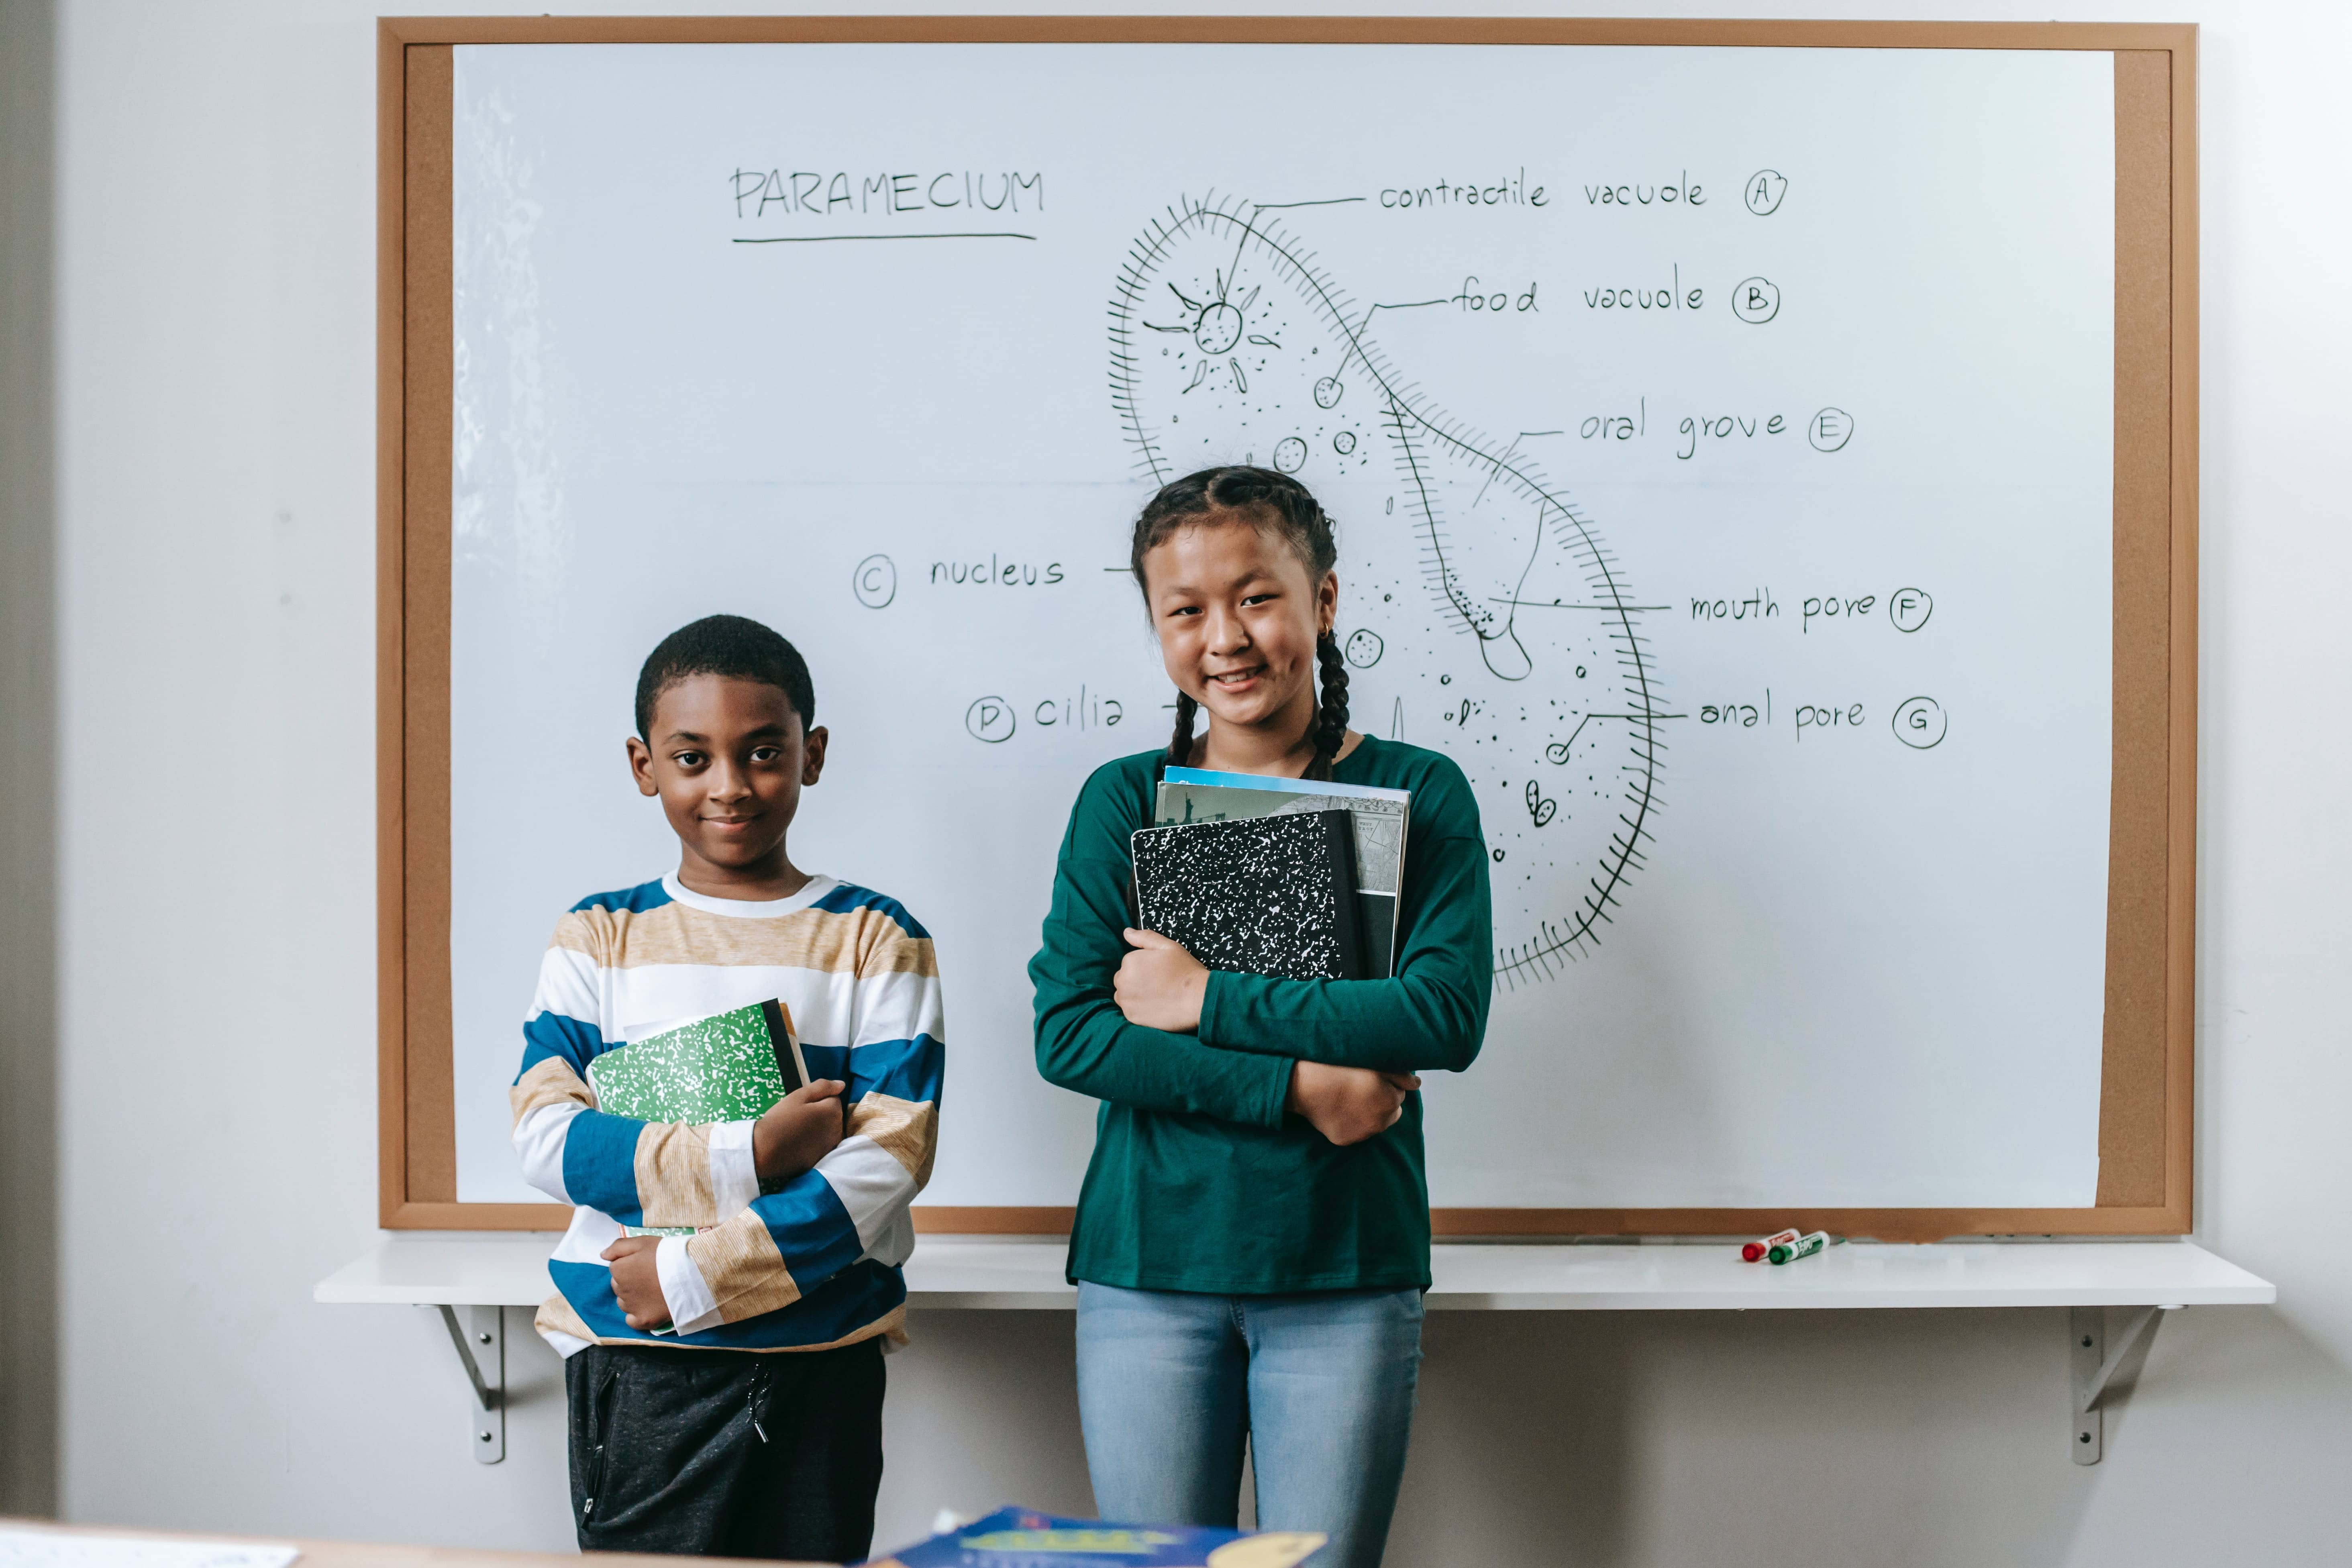 PARAMECIUM
contractile vacuole A
food vacuole B
oral grove E
C nucleus
mouth pore F
D cilia
anal pore G